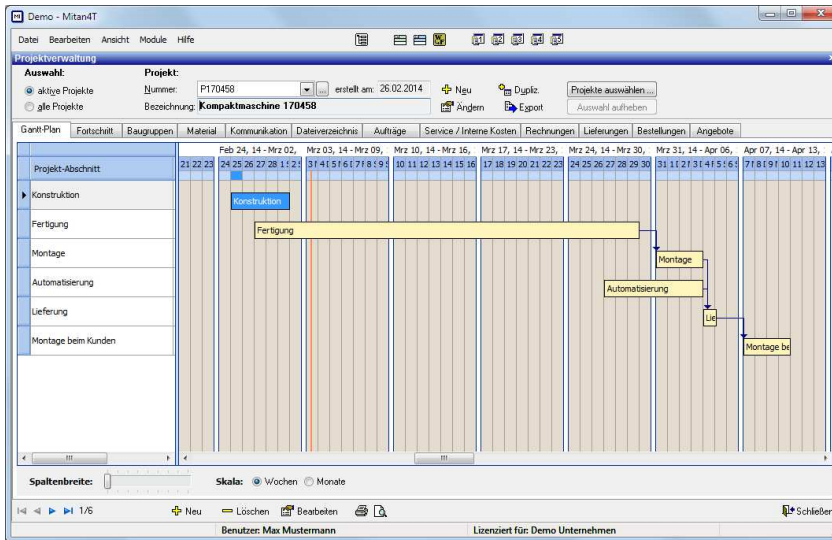 Demo - Mitan4T
Datei Bearbeiten Ansicht Module Hilfe
Projektverwaltung
Auswahl: Projekt:
aktive Projekte Nummer: P170458 ... erstellt am: 26.02.2014 Neu Dupliz. Projekte auswählen ...
alle Projekte Bezeichnung: Kompaktmaschine 170458 Ändern Export Auswahl aufheben
Gantt-Plan Fortschritt Baugruppen Material Kommunikation Dateiverzeichnis Aufträge Service / Interne Kosten Rechnungen Lieferungen Bestellungen Angebote
Feb 24, 14 - Mrz 02, Mrz 03, 14 - Mrz 09, Mrz 10, 14 - Mrz 16, Mrz 17, 14 - Mrz 23, Mrz 24, 14 - Mrz 30, Mrz 31, 14 - Apr 06, Apr 07, 14 - Apr 13,
Projekt-Abschnitt 21 22 23 24 25 26 27 28 10 11 12 13 14 15 16 17 18 19 20 21 22 23 24 25 26 27 28 29 30 31 10 11 12 13
Konstruktion Konstruktion
Fertigung Fertigung
Montage Montage
Automatisierung Automatisierung
Lieferung Lie
Montage beim Kunden Montage be
Spaltenbreite: Skala: Wochen Monate
1/6 Neu Löschen Bearbeiten Schließen
Benutzer: Max Mustermann Lizenziert für: Demo Unternehmen